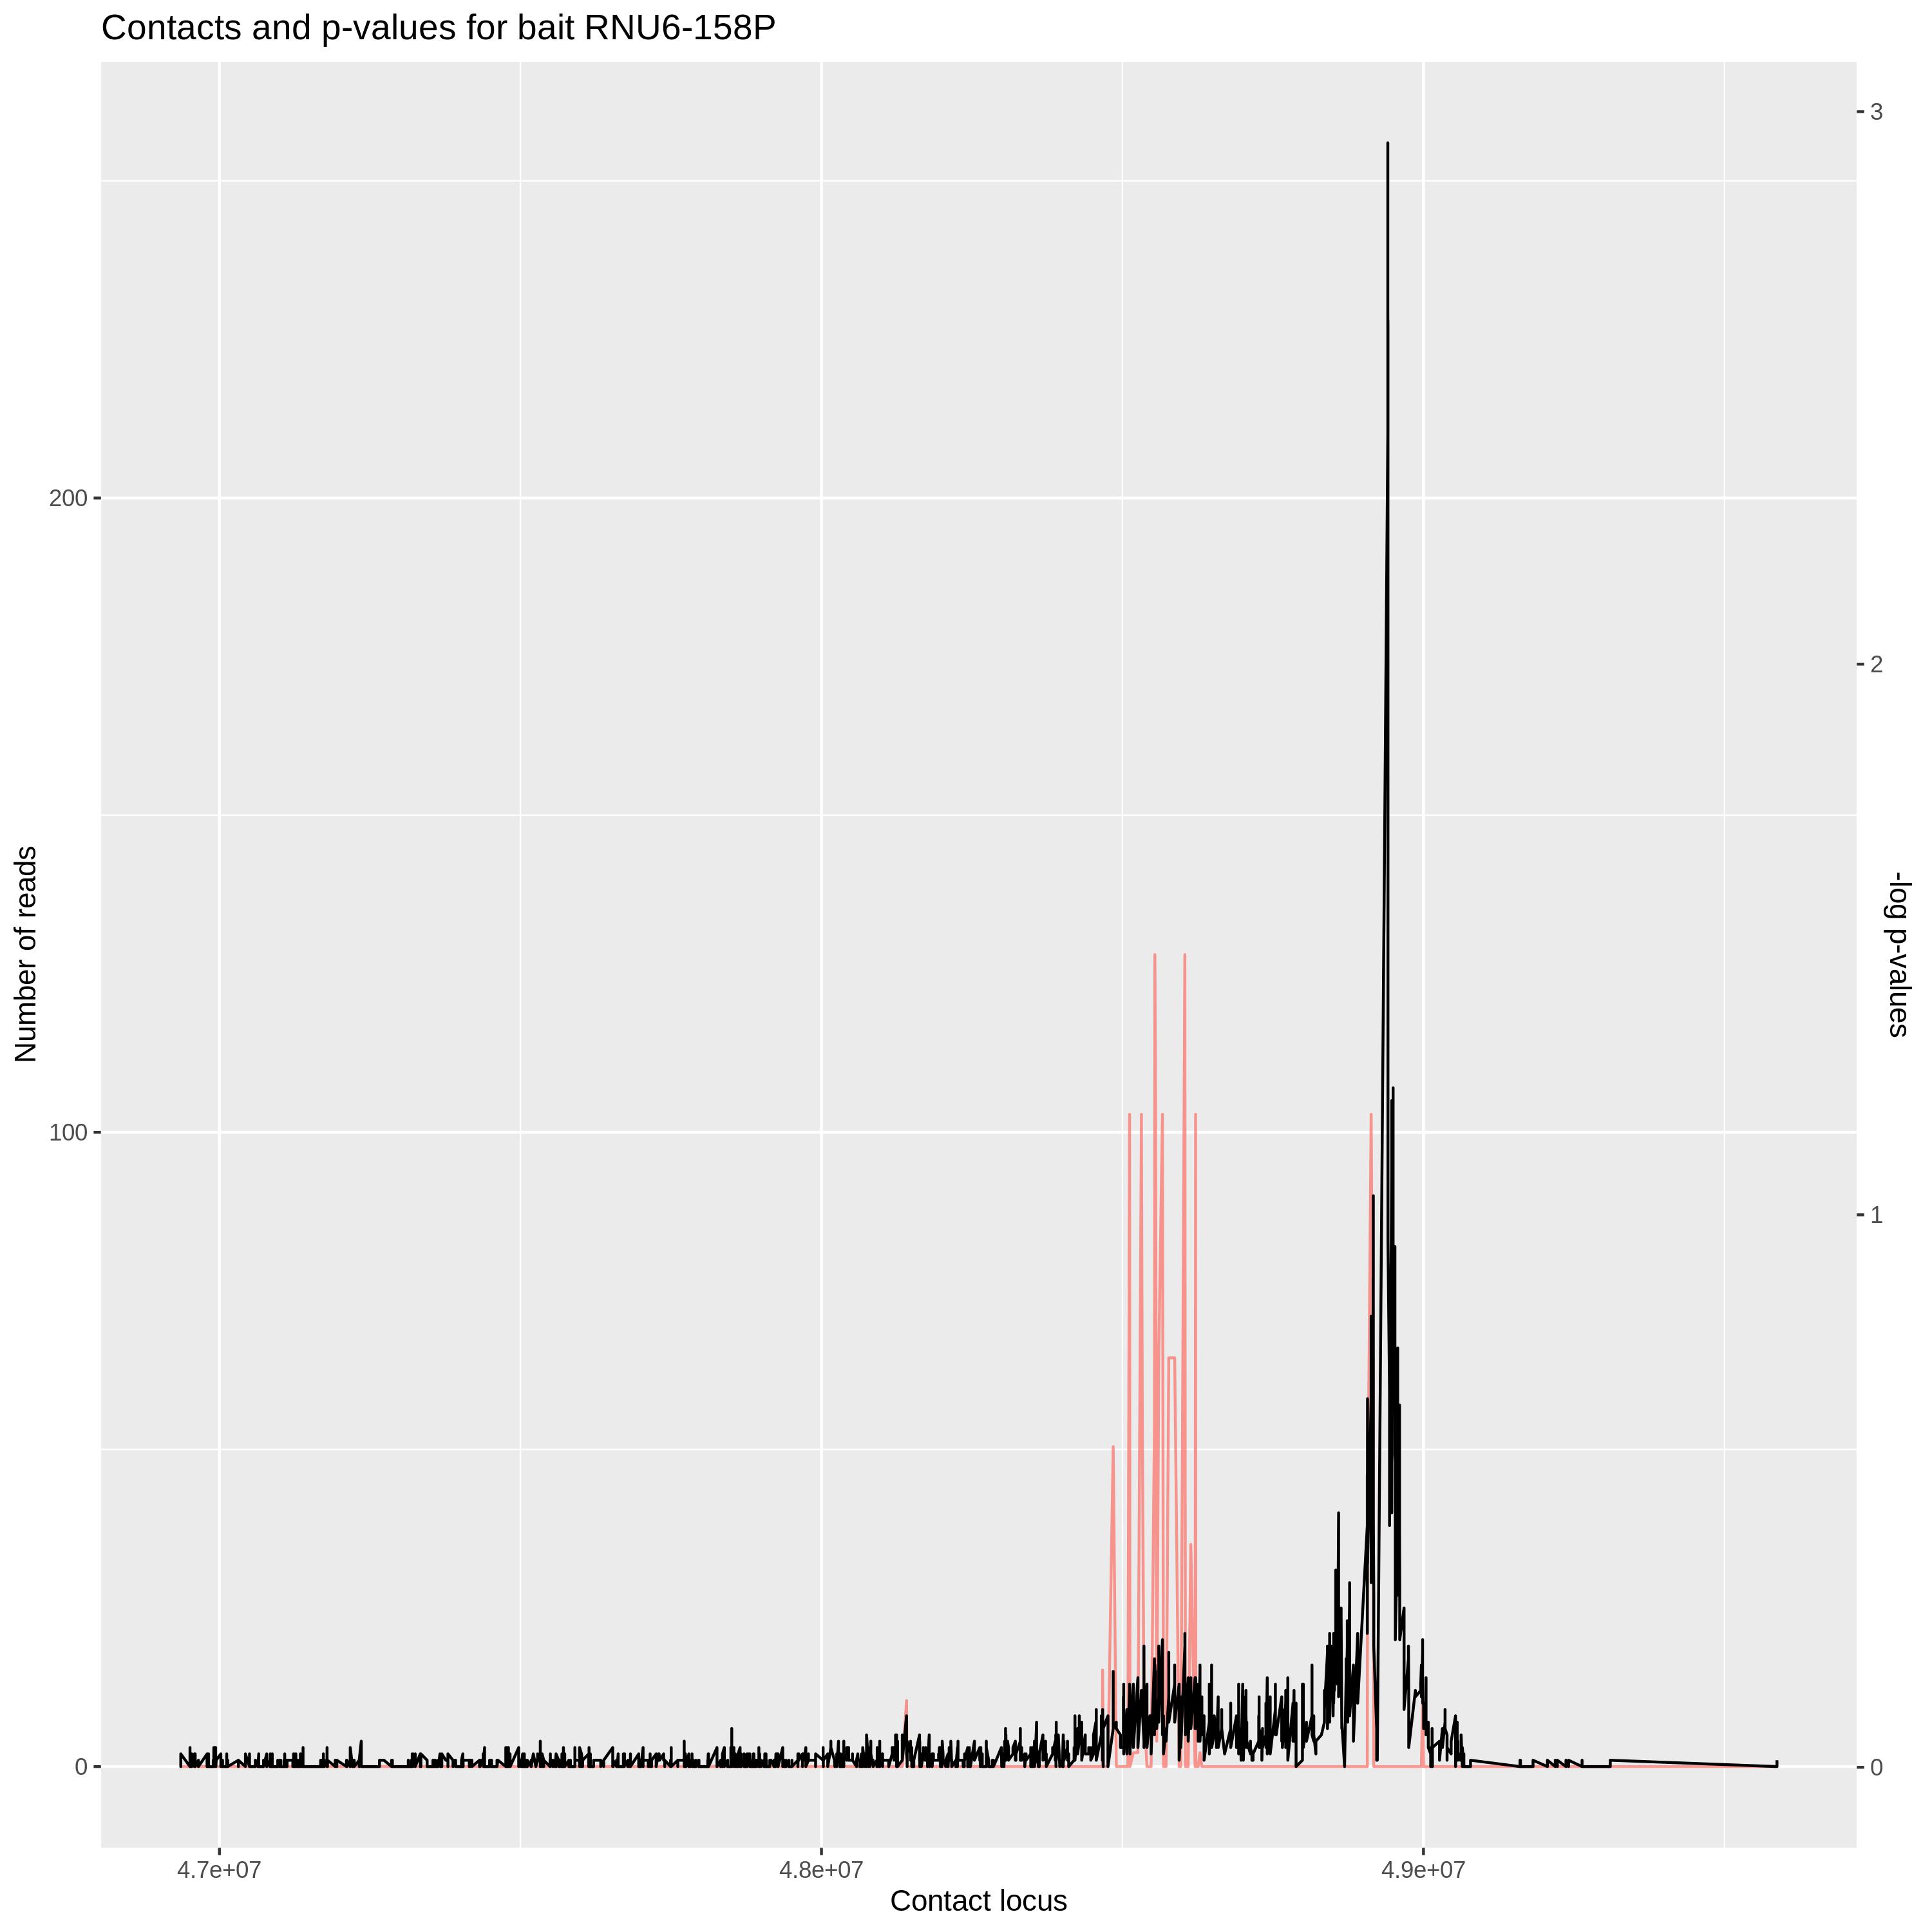 Contacts and p-values for bait RNU6-158P
Number of reads
200
100
0
3
2
1
0
-log p-values
4.7e+07
4.8e+07
4.9e+07
Contact locus